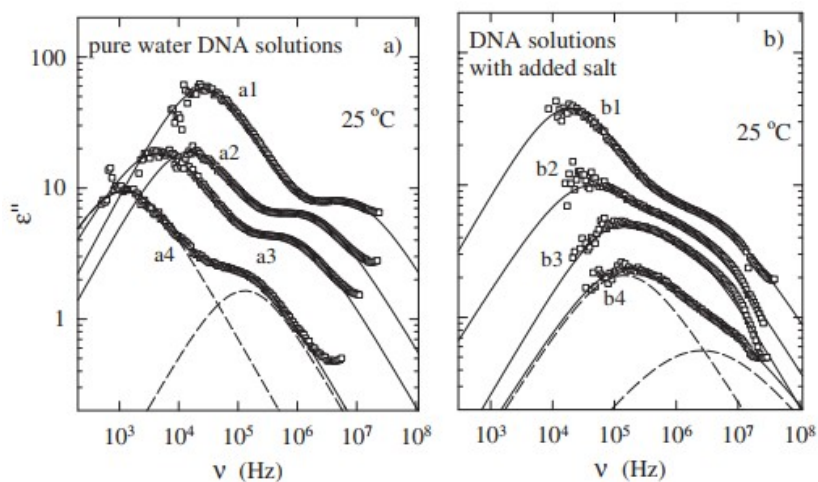 pure water DNA solutions a)
100
a1
25 °C
a2
10
ε"
a3
a4
1
10³ 10⁴ 10⁵ 10⁶ 10⁷ 10⁸
ν (Hz)
DNA solutions b)
with added salt
b1
25 °C
b2
b3
b4
10³ 10⁴ 10⁵ 10⁶ 10⁷ 10⁸
ν (Hz)